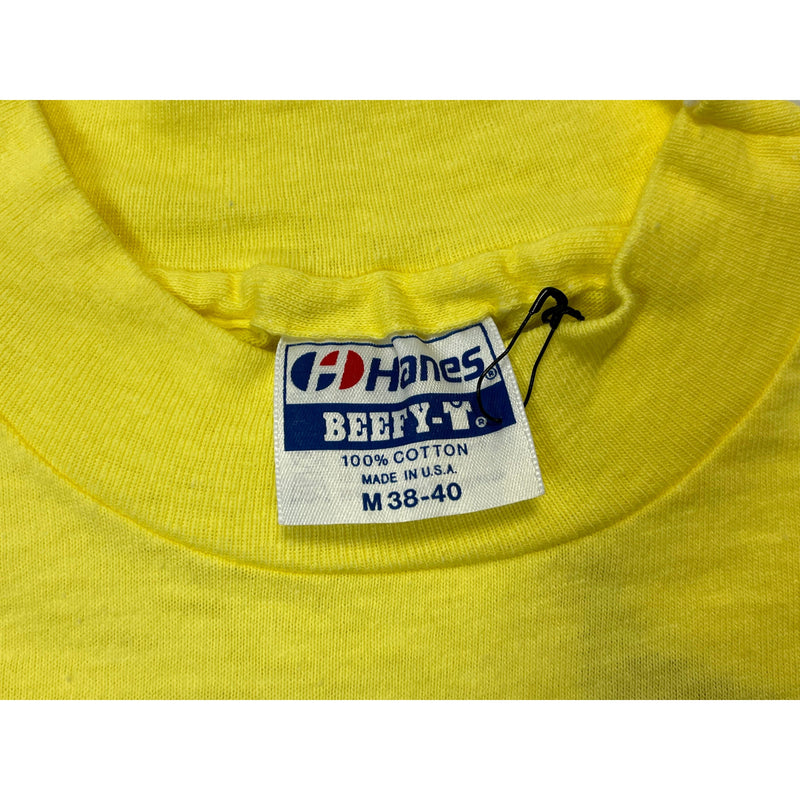 Hanes®
BEEFY-T®
100% COTTON
MADE IN U.S.A.
M 38-40